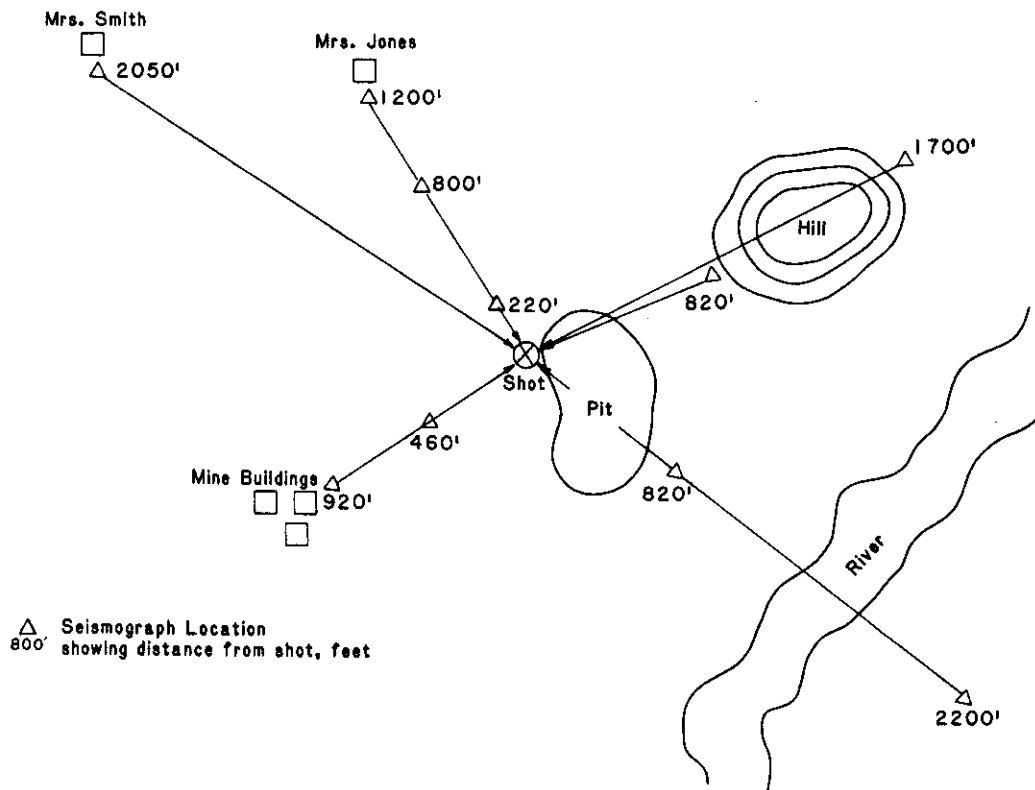 Mrs. Smith
2050'
Mrs. Jones
1200'
800'
1700'
Hill
820'
220'
Shot
Pit
460'
Mine Buildings
920'
820'
River
2200'
800' Seismograph Location
showing distance from shot, feet